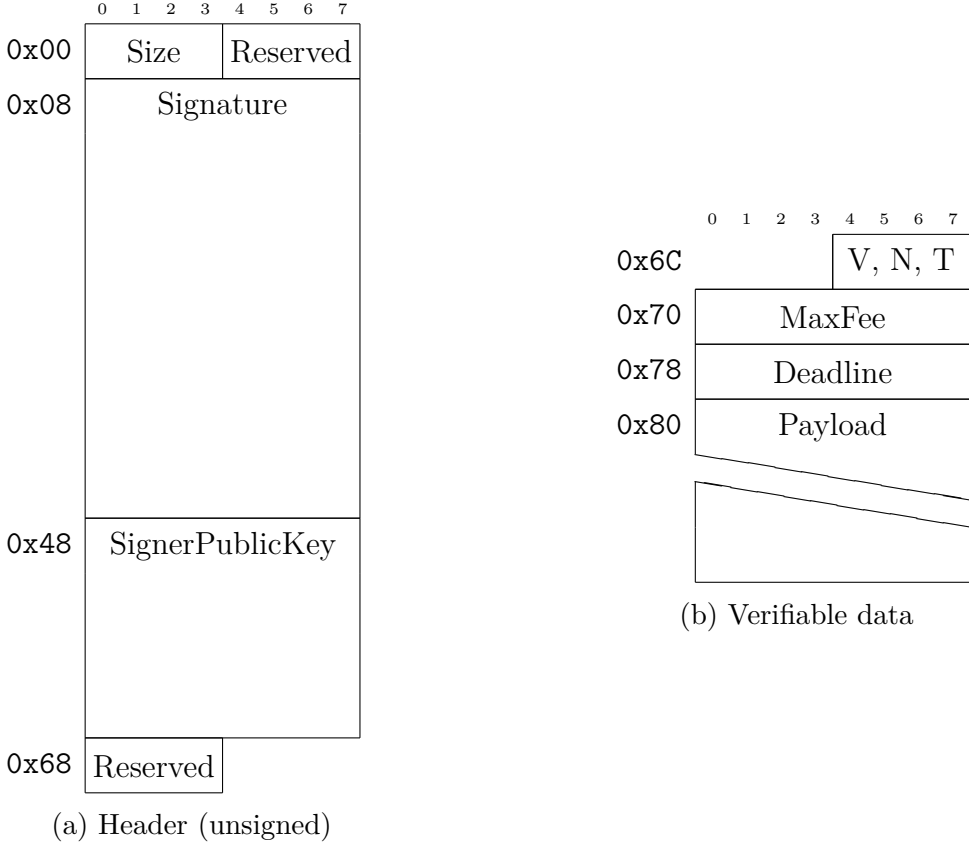 0 1 2 3 4 5 6 7
0x00 Size Reserved
0x08 Signature
0x48 SignerPublicKey
0x68 Reserved
(a) Header (unsigned)
0 1 2 3 4 5 6 7
0x6C V, N, T
0x70 MaxFee
0x78 Deadline
0x80 Payload
(b) Verifiable data